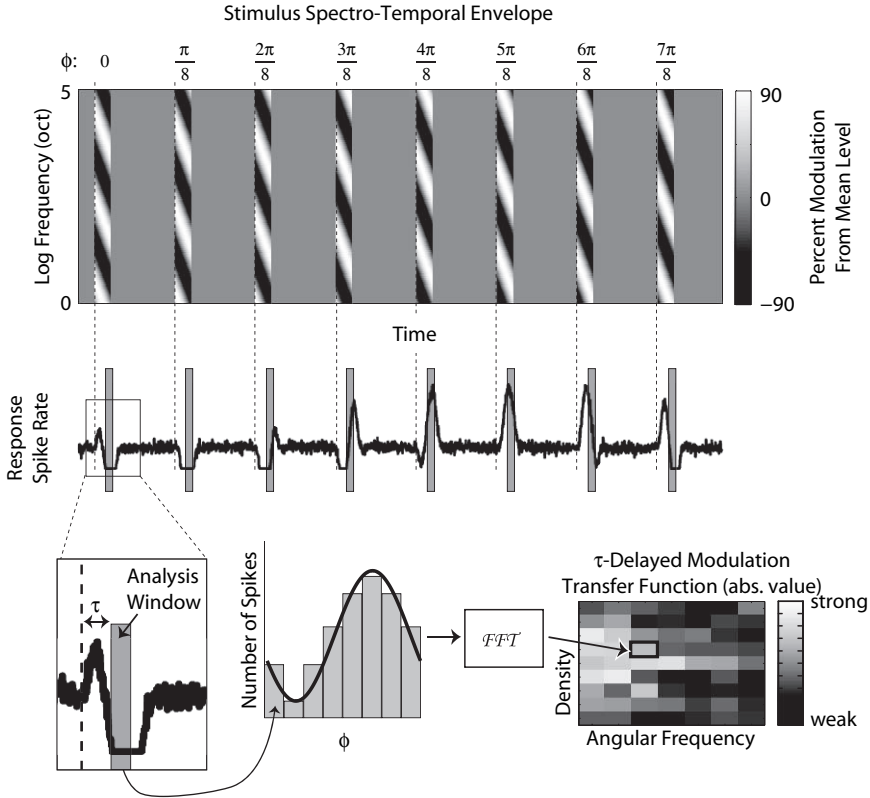 Stimulus Spectro-Temporal Envelope
ϕ: 0 π/8 2π/8 3π/8 4π/8 5π/8 6π/8 7π/8
5
0
Log Frequency (oct)
Time
90
0
−90
Percent Modulation
From Mean Level
Response
Spike Rate
Analysis
Window
τ
Number of Spikes
ϕ
FFT
τ-Delayed Modulation
Transfer Function (abs. value)
strong
weak
Density
Angular Frequency